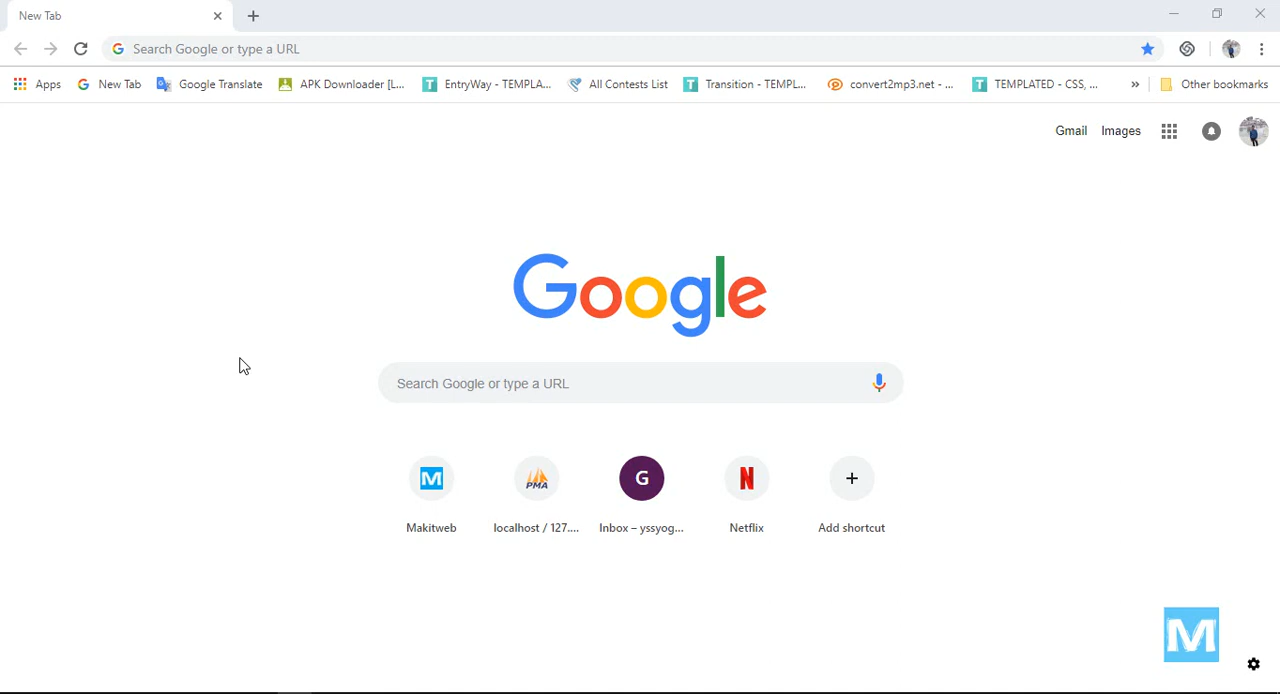 New Tab
Search Google or type a URL
Apps New Tab Google Translate APK Downloader [L... EntryWay - TEMPLA... All Contests List Transition - TEMPL... convert2mp3.net - ... TEMPLATED - CSS, ... » Other bookmarks
Gmail Images
Google
Search Google or type a URL
M PMA G N
Makitweb localhost / 127.... Inbox – yssyog... Netflix Add shortcut
M